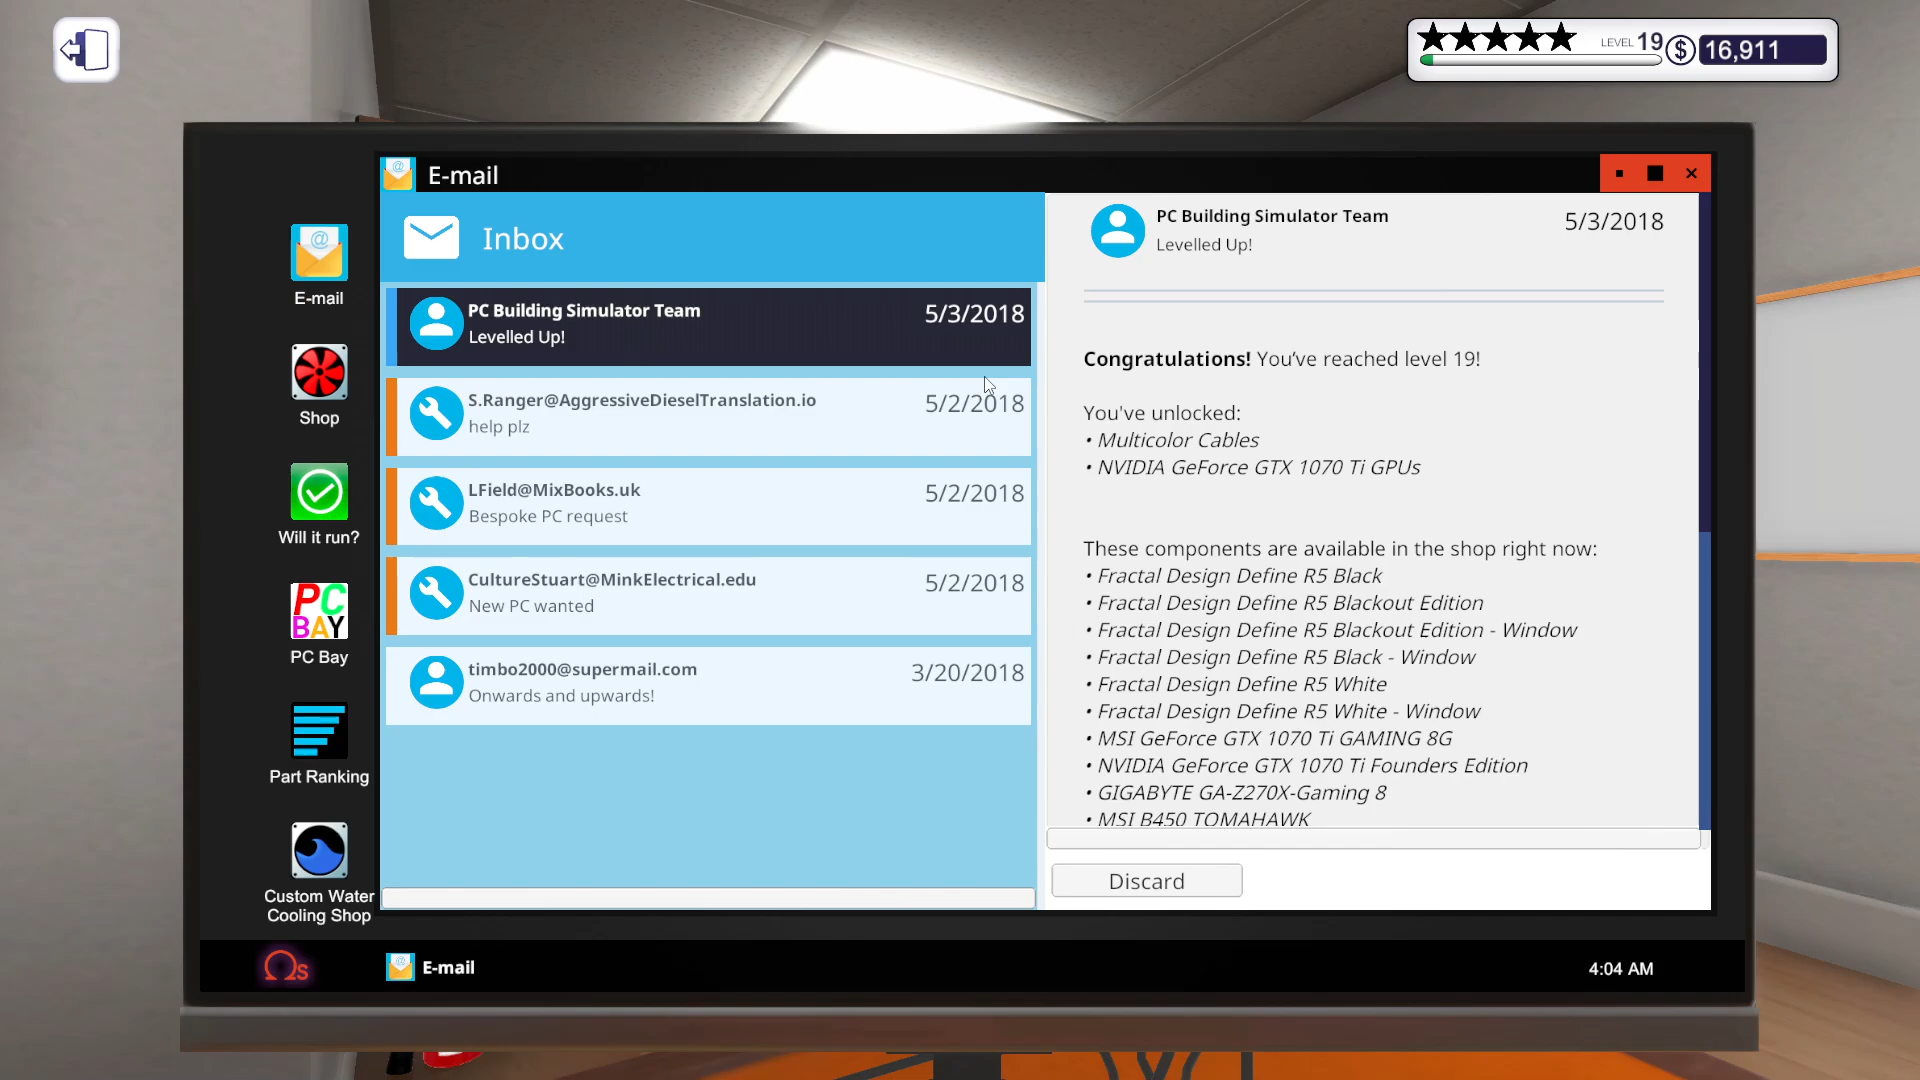 LEVEL 19
$ 16,911
E-mail
Inbox
PC Building Simulator Team
5/3/2018
Levelled Up!
S.Ranger@AggressiveDieselTranslation.io
5/2/2018
help plz
LField@MixBooks.uk
5/2/2018
Bespoke PC request
CultureStuart@MinkElectrical.edu
5/2/2018
New PC wanted
timbo2000@supermail.com
3/20/2018
Onwards and upwards!
PC Building Simulator Team
5/3/2018
Levelled Up!
Congratulations! You've reached level 19!
You've unlocked:
• Multicolor Cables
• NVIDIA GeForce GTX 1070 Ti GPUs
These components are available in the shop right now:
• Fractal Design Define R5 Black
• Fractal Design Define R5 Blackout Edition
• Fractal Design Define R5 Blackout Edition - Window
• Fractal Design Define R5 Black - Window
• Fractal Design Define R5 White
• Fractal Design Define R5 White - Window
• MSI GeForce GTX 1070 Ti GAMING 8G
• NVIDIA GeForce GTX 1070 Ti Founders Edition
• GIGABYTE GA-Z270X-Gaming 8
• MSI B450 TOMAHAWK
Discard
E-mail
Shop
Will it run?
PC
BAY
PC Bay
Part Ranking
Custom Water
Cooling Shop
Ωs
E-mail
4:04 AM